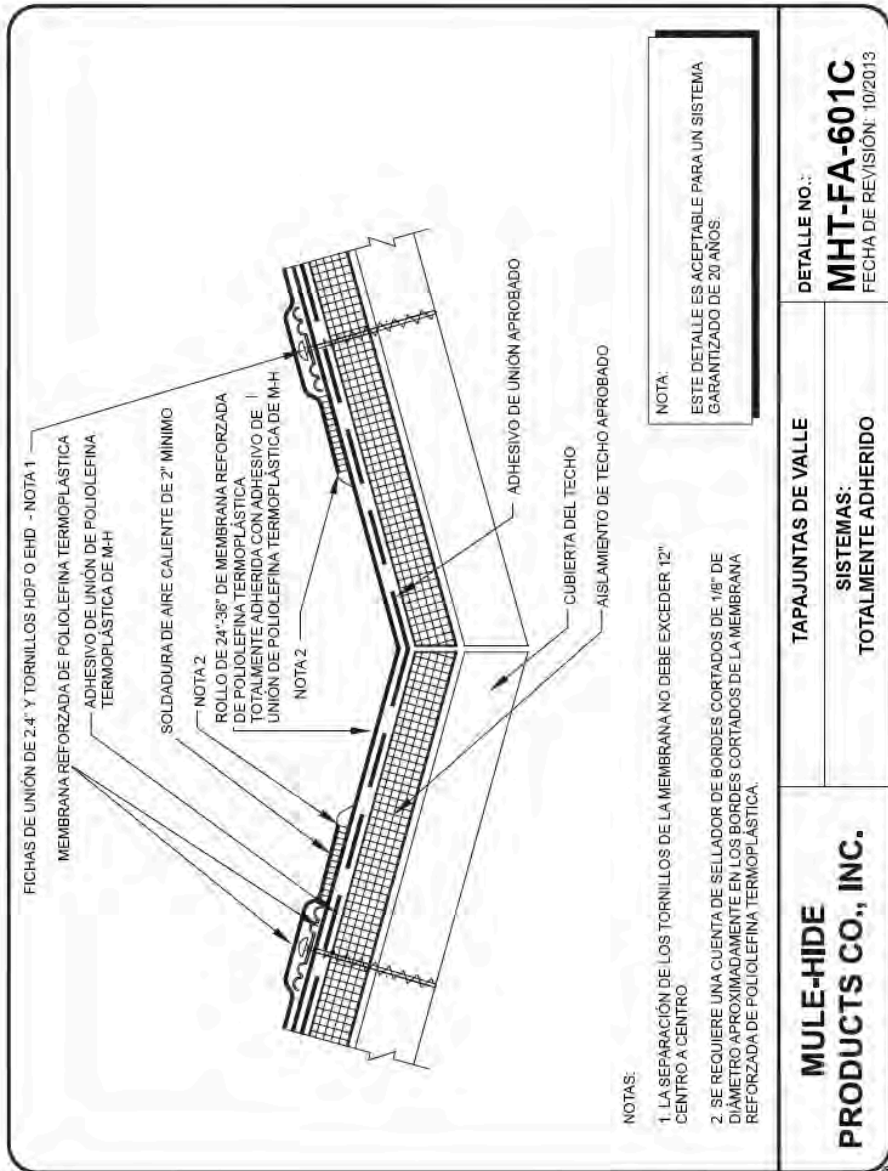 FICHAS DE UNIÓN DE 2.4" Y TORNILLOS HDP O EHD - NOTA 1
MEMBRANA REFORZADA DE POLIOLEFINA TERMOPLÁSTICA
ADHESIVO DE UNIÓN DE POLIOLEFINA
TERMOPLÁSTICA DE M-H
SOLDADURA DE AIRE CALIENTE DE 2" MÍNIMO
NOTA 2
ROLLO DE 24"-36" DE MEMBRANA REFORZADA
DE POLIOLEFINA TERMOPLÁSTICA
TOTALMENTE ADHERIDA CON ADHESIVO DE
UNIÓN DE POLIOLEFINA TERMOPLÁSTICA DE M-H
NOTA 2
ADHESIVO DE UNIÓN APROBADO
CUBIERTA DEL TECHO
AISLAMIENTO DE TECHO APROBADO
NOTAS:
1. LA SEPARACIÓN DE LOS TORNILLOS DE LA MEMBRANA NO DEBE EXCEDER 12"
CENTRO A CENTRO.
2. SE REQUIERE UNA CUENTA DE SELLADOR DE BORDES CORTADOS DE 1/8" DE
DIÁMETRO APROXIMADAMENTE EN LOS BORDES CORTADOS DE LA MEMBRANA
REFORZADA DE POLIOLEFINA TERMOPLÁSTICA.
NOTA:
ESTE DETALLE ES ACEPTABLE PARA UN SISTEMA
GARANTIZADO DE 20 AÑOS.
MULE-HIDE
PRODUCTS CO., INC.
TAPAJUNTAS DE VALLE
SISTEMAS:
TOTALMENTE ADHERIDO
DETALLE NO.:
MHT-FA-601C
FECHA DE REVISIÓN: 10/2013